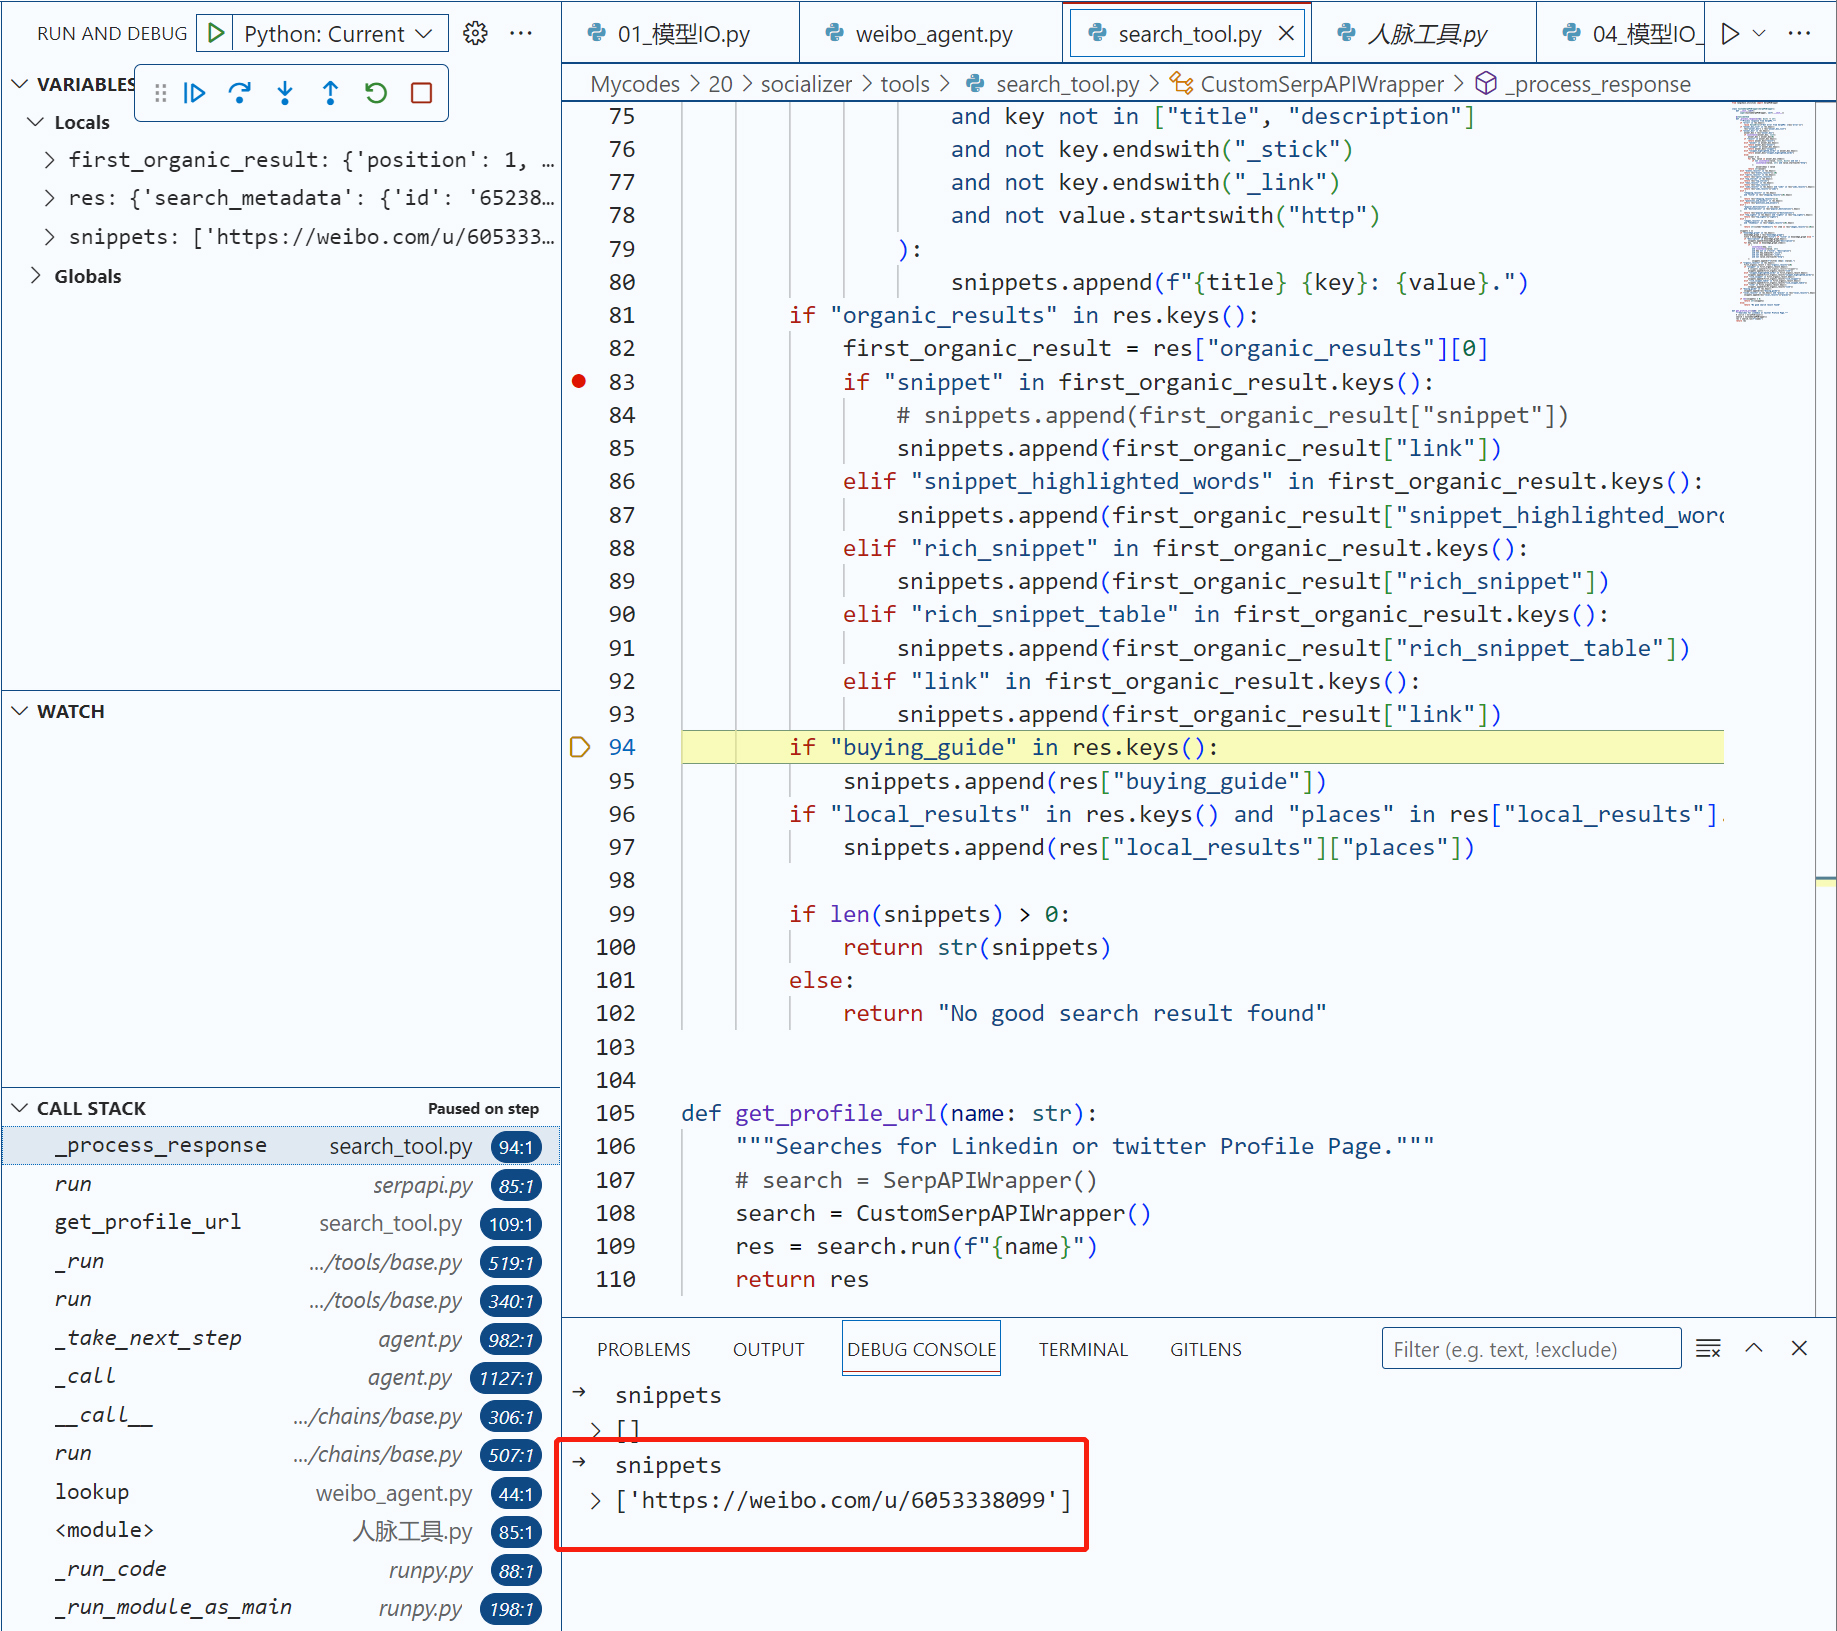 RUN AND DEBUG
Python: Current
VARIABLES
Locals
first_organic_result: {'position': 1, …
res: {'search_metadata': {'id': '65238…
snippets: ['https://weibo.com/u/605333…
Globals
WATCH
CALL STACK
Paused on step
_process_response search_tool.py 94:1
run serpapi.py 85:1
get_profile_url search_tool.py 109:1
_run …/tools/base.py 519:1
run …/tools/base.py 340:1
_take_next_step agent.py 982:1
_call agent.py 1127:1
__call__ …/chains/base.py 306:1
run …/chains/base.py 507:1
lookup weibo_agent.py 44:1
<module> 人脉工具.py 85:1
_run_code runpy.py 88:1
_run_module_as_main runpy.py 198:1
01_模型IO.py
weibo_agent.py
search_tool.py
人脉工具.py
04_模型IO_
Mycodes > 20 > socializer > tools > search_tool.py > CustomSerpAPIWrapper > _process_response
75 and key not in ["title", "description"]
76 and not key.endswith("_stick")
77 and not key.endswith("_link")
78 and not value.startswith("http")
79 ):
80 snippets.append(f"{title} {key}: {value}.")
81 if "organic_results" in res.keys():
82 first_organic_result = res["organic_results"][0]
83 if "snippet" in first_organic_result.keys():
84 # snippets.append(first_organic_result["snippet"])
85 snippets.append(first_organic_result["link"])
86 elif "snippet_highlighted_words" in first_organic_result.keys():
87 snippets.append(first_organic_result["snippet_highlighted_word
88 elif "rich_snippet" in first_organic_result.keys():
89 snippets.append(first_organic_result["rich_snippet"])
90 elif "rich_snippet_table" in first_organic_result.keys():
91 snippets.append(first_organic_result["rich_snippet_table"])
92 elif "link" in first_organic_result.keys():
93 snippets.append(first_organic_result["link"])
94 if "buying_guide" in res.keys():
95 snippets.append(res["buying_guide"])
96 if "local_results" in res.keys() and "places" in res["local_results"].
97 snippets.append(res["local_results"]["places"])
98
99 if len(snippets) > 0:
100 return str(snippets)
101 else:
102 return "No good search result found"
103
104
105 def get_profile_url(name: str):
106 """Searches for Linkedin or twitter Profile Page."""
107 # search = SerpAPIWrapper()
108 search = CustomSerpAPIWrapper()
109 res = search.run(f"{name}")
110 return res
PROBLEMS
OUTPUT
DEBUG CONSOLE
TERMINAL
GITLENS
Filter (e.g. text, !exclude)
snippets
[]
snippets
['https://weibo.com/u/6053338099']